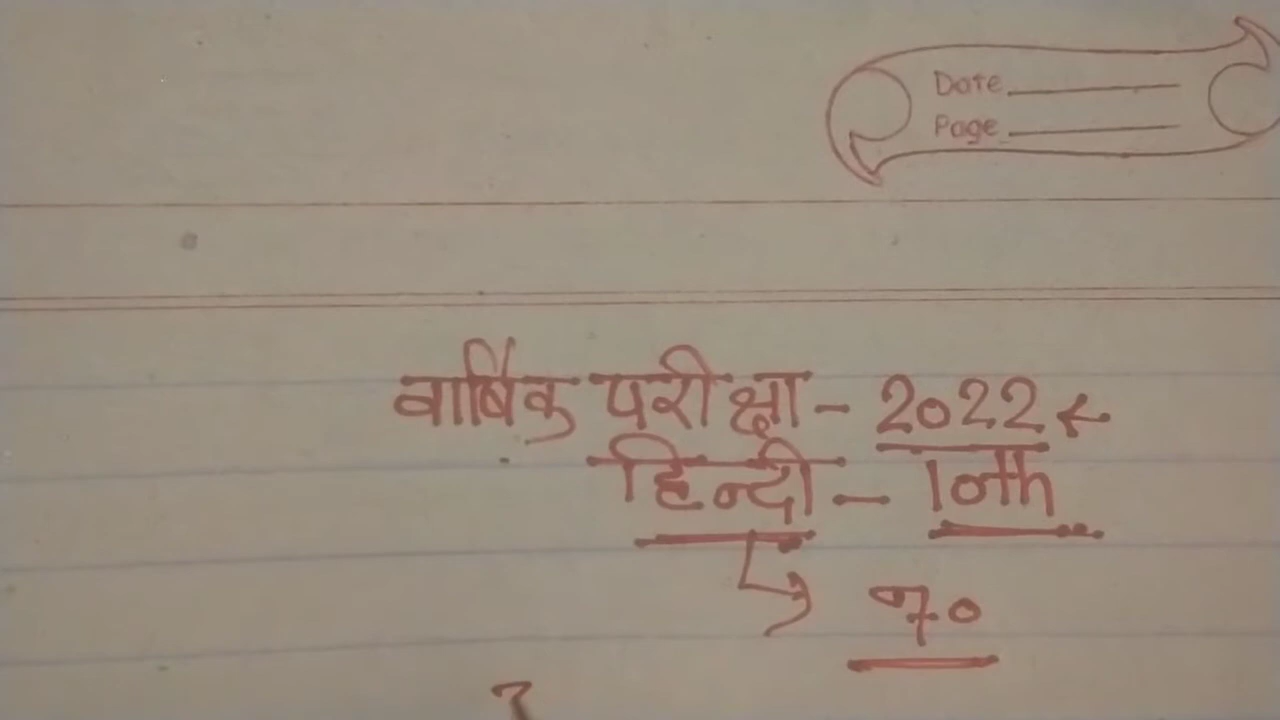 Date
Page
वार्षिक परीक्षा - 2022 ←
हिन्दी - 10th
70